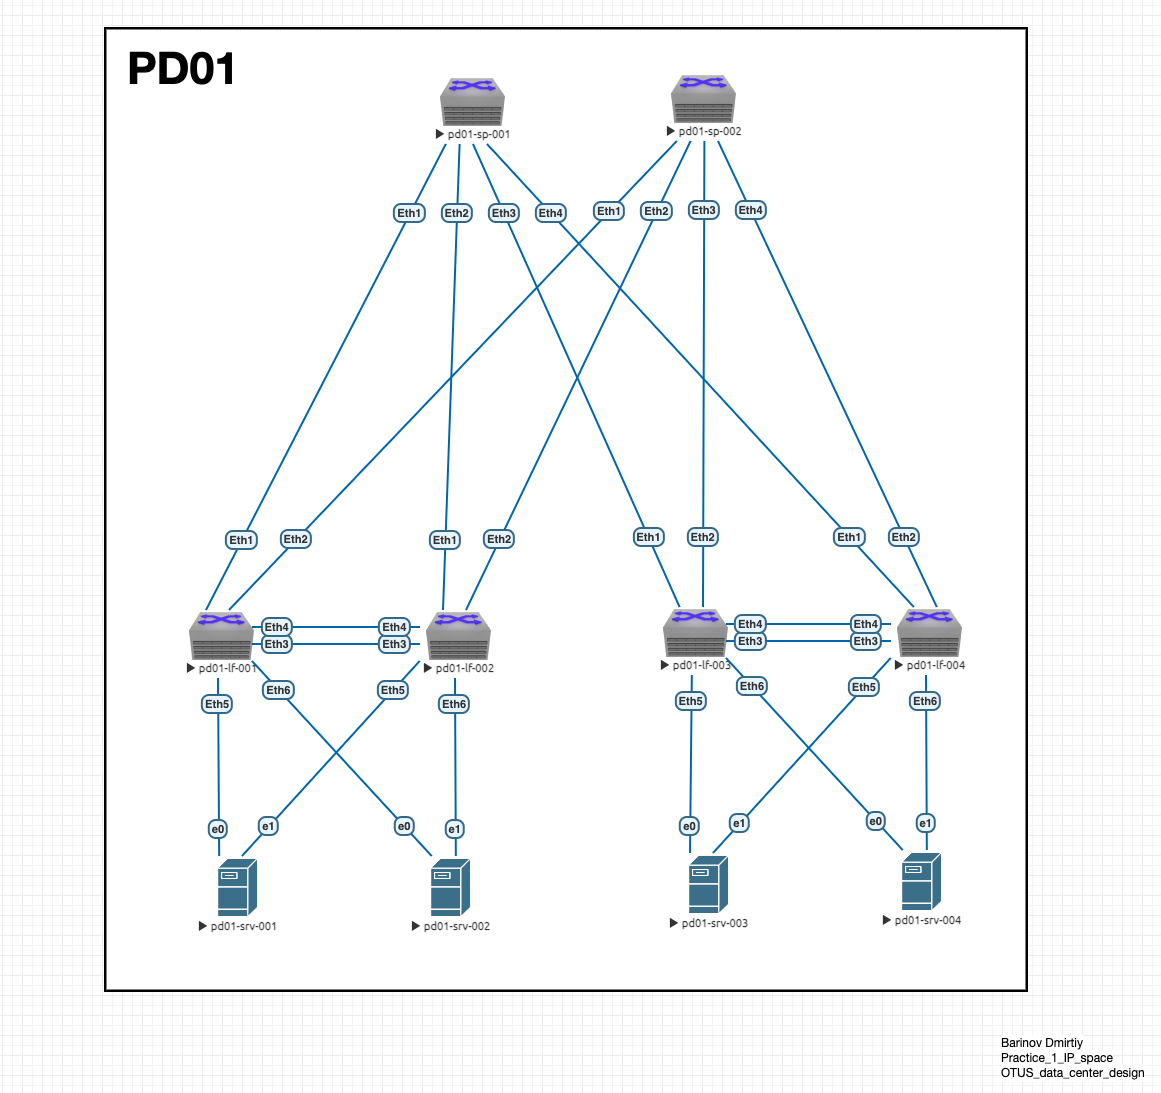 PD01
pd01-sp-001
pd01-sp-002
Eth1
Eth2
Eth3
Eth4
Eth1
Eth2
Eth3
Eth4
Eth1
Eth2
Eth1
Eth2
Eth1
Eth2
Eth1
Eth2
Eth4
Eth4
Eth4
Eth4
Eth3
Eth3
Eth3
Eth3
pd01-lf-001
pd01-lf-002
pd01-lf-003
pd01-lf-004
Eth5
Eth6
Eth5
Eth6
Eth5
Eth6
Eth5
Eth6
e0
e1
e0
e1
e0
e1
e0
e1
pd01-srv-001
pd01-srv-002
pd01-srv-003
pd01-srv-004
Barinov Dmirtiy
Practice_1_IP_space
OTUS_data_center_design